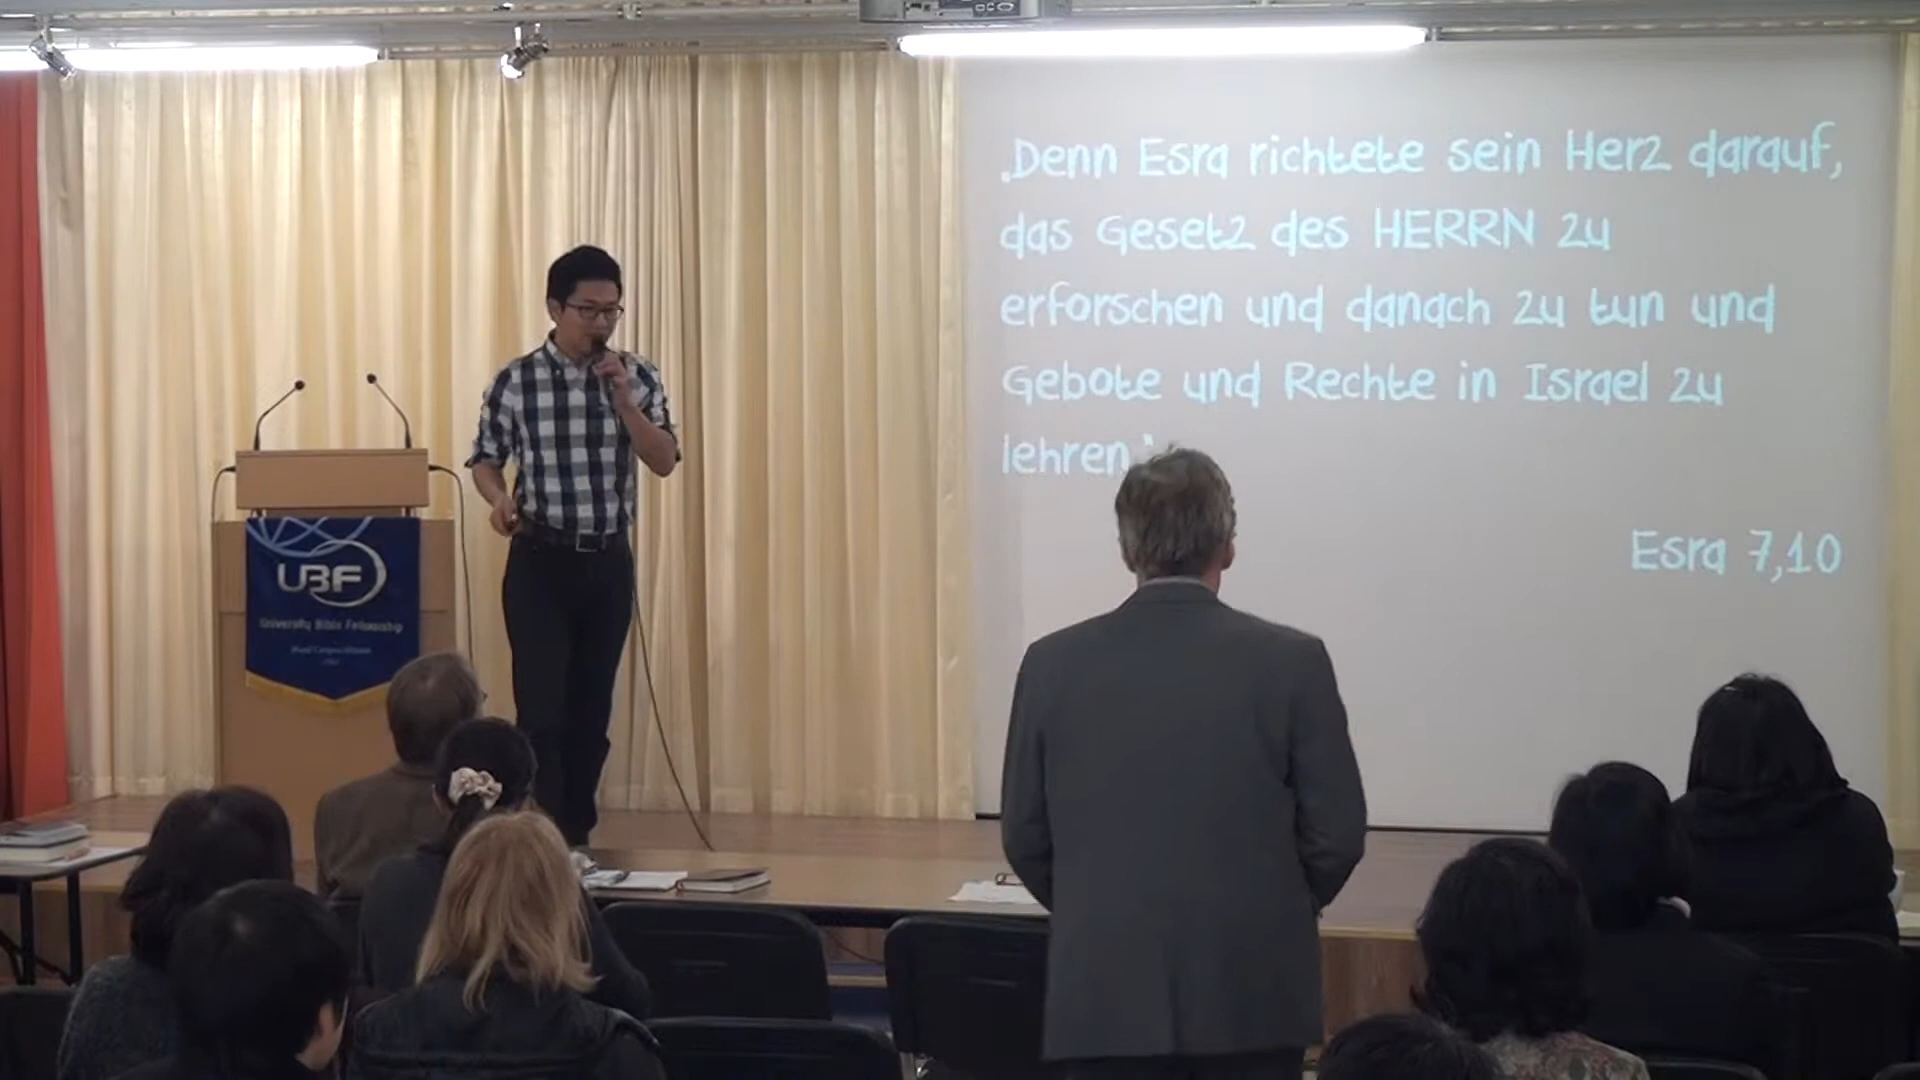 „Denn Esra richtete sein Herz darauf,
das Gesetz des HERRN zu
erforschen und danach zu tun und
Gebote und Rechte in Israel zu
lehren.“
Esra 7,10
UBF
University Bible Fellowship